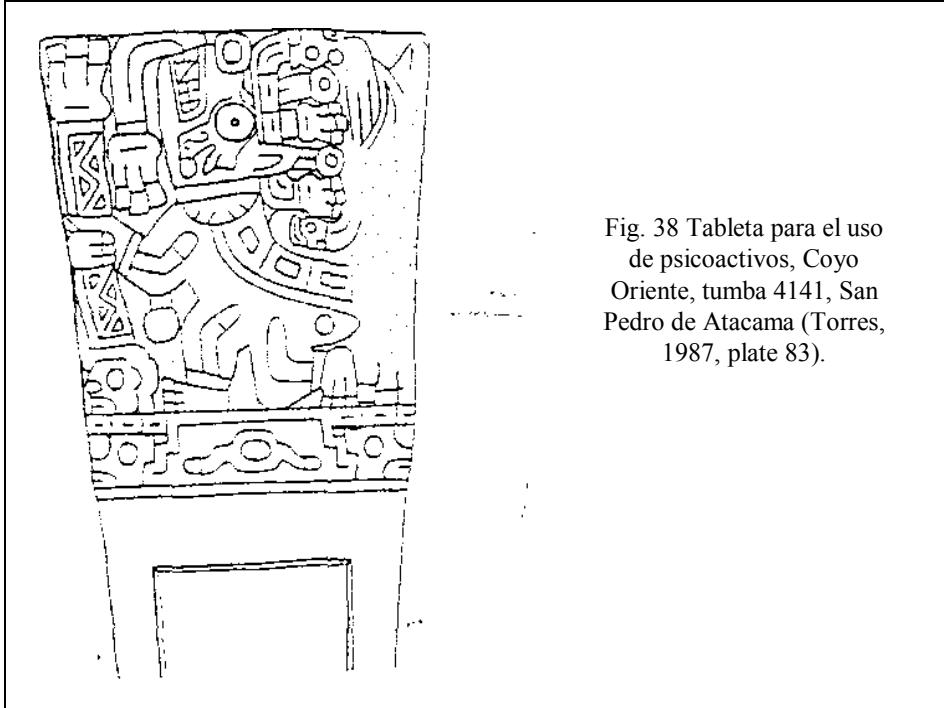 Fig. 38 Tableta para el uso
de psicoactivos, Coyo
Oriente, tumba 4141, San
Pedro de Atacama (Torres,
1987, plate 83).